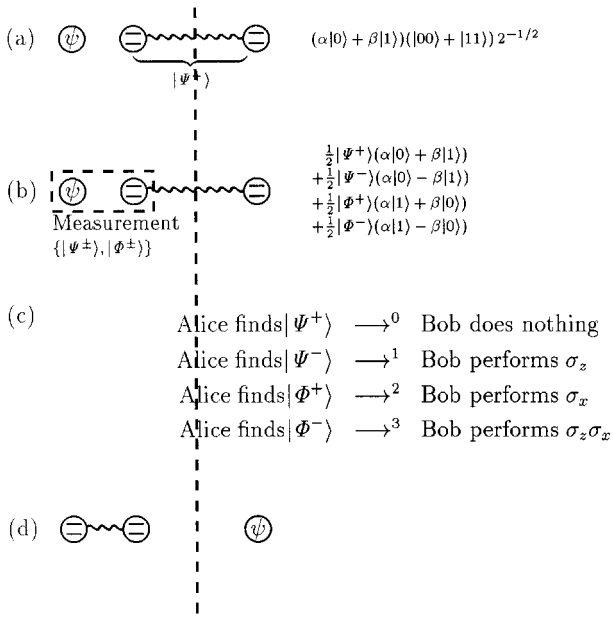 (a) ψ (α|0⟩ + β|1⟩)(|00⟩ + |11⟩) 2^{-1/2}
|Ψ⁺⟩
½|Ψ⁺⟩(α|0⟩ + β|1⟩)
+½|Ψ⁻⟩(α|0⟩ − β|1⟩)
(b) ψ +½|Φ⁺⟩(α|1⟩ + β|0⟩)
+½|Φ⁻⟩(α|1⟩ − β|0⟩)
Measurement
{|Ψ^±⟩, |Φ^±⟩}
(c) Alice finds|Ψ⁺⟩ ⟶⁰ Bob does nothing
Alice finds|Ψ⁻⟩ ⟶¹ Bob performs σ_z
Alice finds|Φ⁺⟩ ⟶² Bob performs σ_x
Alice finds|Φ⁻⟩ ⟶³ Bob performs σ_zσ_x
(d) ψ